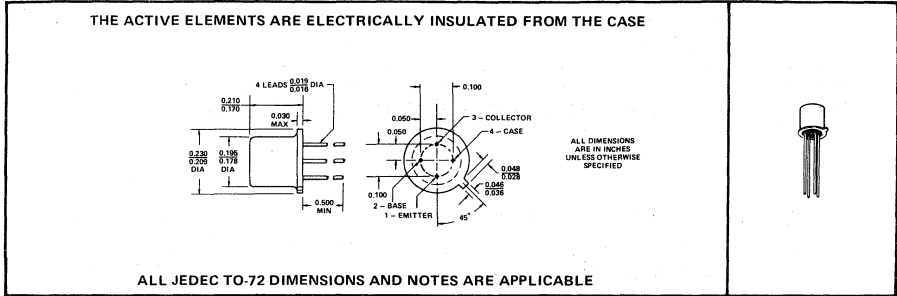 THE ACTIVE ELEMENTS ARE ELECTRICALLY INSULATED FROM THE CASE
4 LEADS 0.019 DIA
0.016
0.100
0.210
0.170
0.030
MAX
0.050
3 – COLLECTOR
0.050
4 – CASE
ALL DIMENSIONS
ARE IN INCHES
UNLESS OTHERWISE
SPECIFIED
0.230
0.209
DIA
0.195
0.178
DIA
0.048
0.028
0.046
0.036
0.100
0.500
MIN
2 – BASE
1 – EMITTER
45°
ALL JEDEC TO-72 DIMENSIONS AND NOTES ARE APPLICABLE